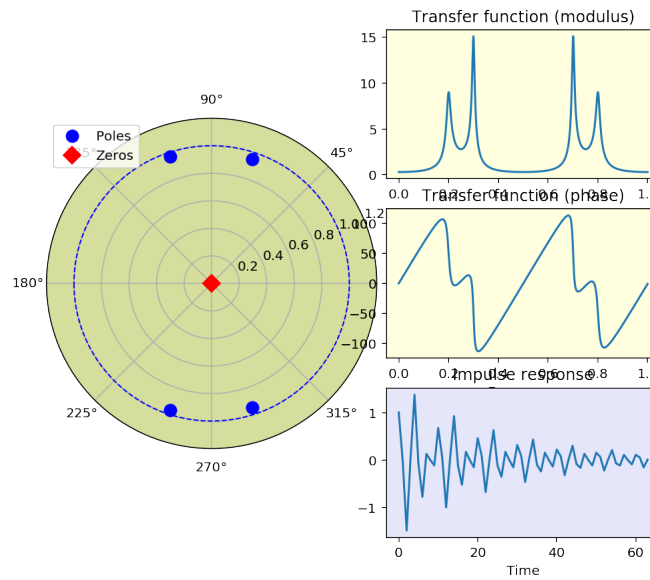 Transfer function (modulus)
15
10
5
0
0.0 0.2 0.4 0.6 0.8 1.
90°
Poles
Zeros
45°
1.2
1.0
0.8
0.6
0.4
0.2
180°
225°
270°
315°
Transfer function (phase)
100
50
0
−50
−100
0.0 0.2 0.4 0.6 0.8 1.
Impulse response
1
0
−1
0 20 40 60
Time